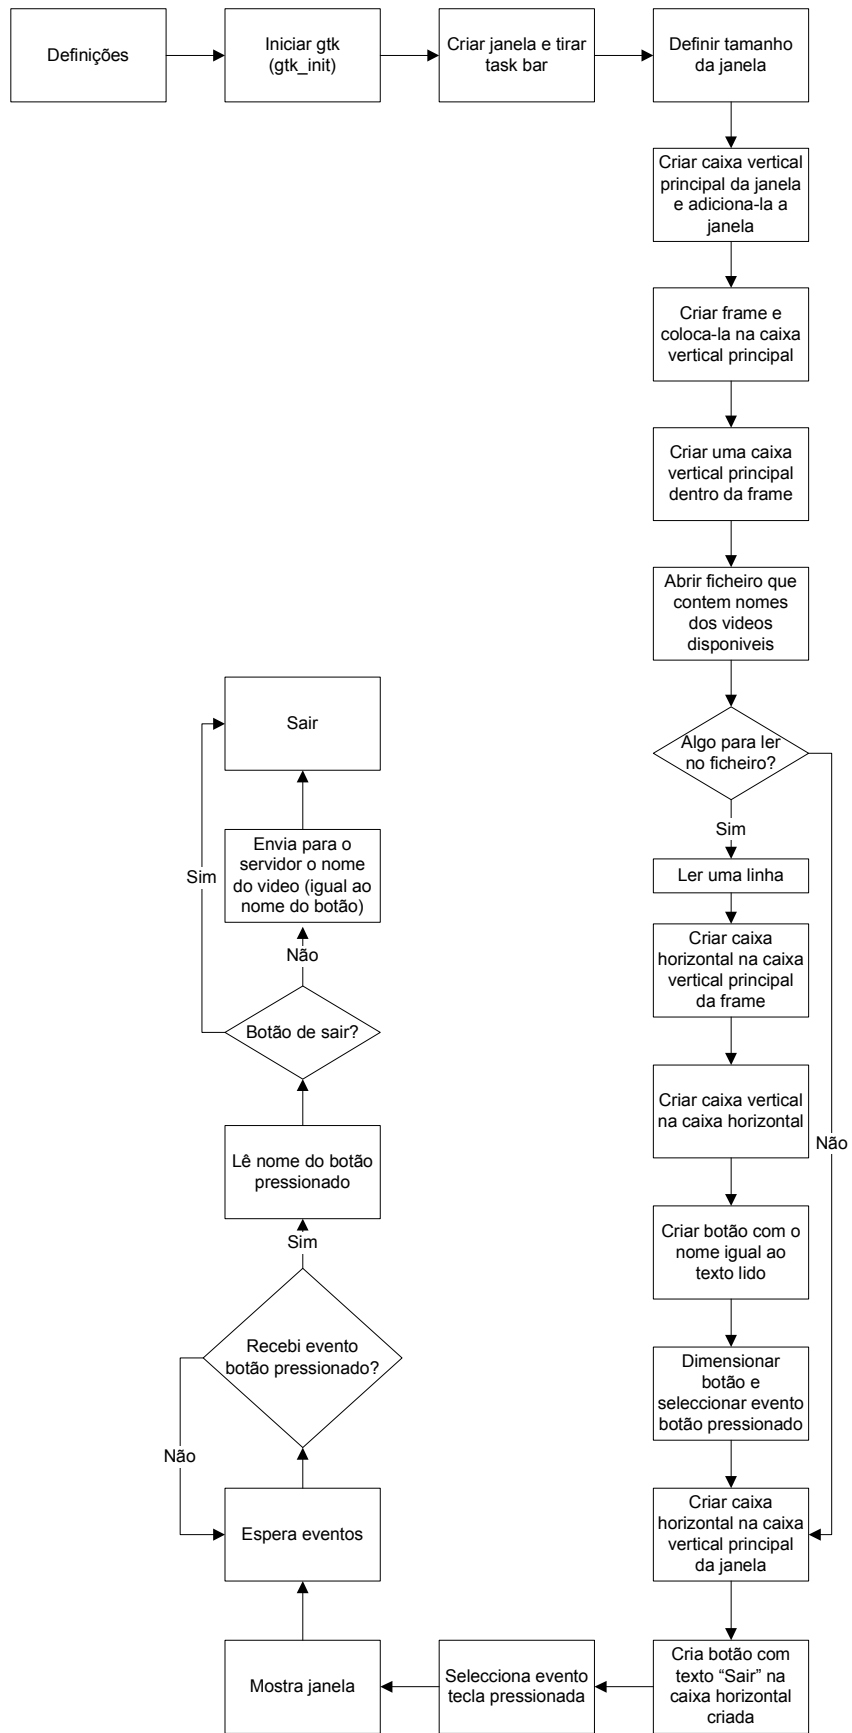 Definições
Iniciar gtk
(gtk_init)
Criar janela e tirar
task bar
Definir tamanho
da janela
Criar caixa vertical
principal da janela
e adiciona-la a
janela
Criar frame e
coloca-la na caixa
vertical principal
Criar uma caixa
vertical principal
dentro da frame
Abrir ficheiro que
contem nomes
dos videos
disponiveis
Algo para ler
no ficheiro?
Sim
Não
Ler uma linha
Criar caixa
horizontal na caixa
vertical principal
da frame
Criar caixa vertical
na caixa horizontal
Criar botão com o
nome igual ao
texto lido
Dimensionar
botão e
seleccionar evento
botão pressionado
Criar caixa
horizontal na caixa
vertical principal
da janela
Cria botão com
texto “Sair” na
caixa horizontal
criada
Selecciona evento
tecla pressionada
Mostra janela
Espera eventos
Recebi evento
botão pressionado?
Não
Sim
Lê nome do botão
pressionado
Botão de sair?
Sim
Não
Envia para o
servidor o nome
do video (igual ao
nome do botão)
Sair